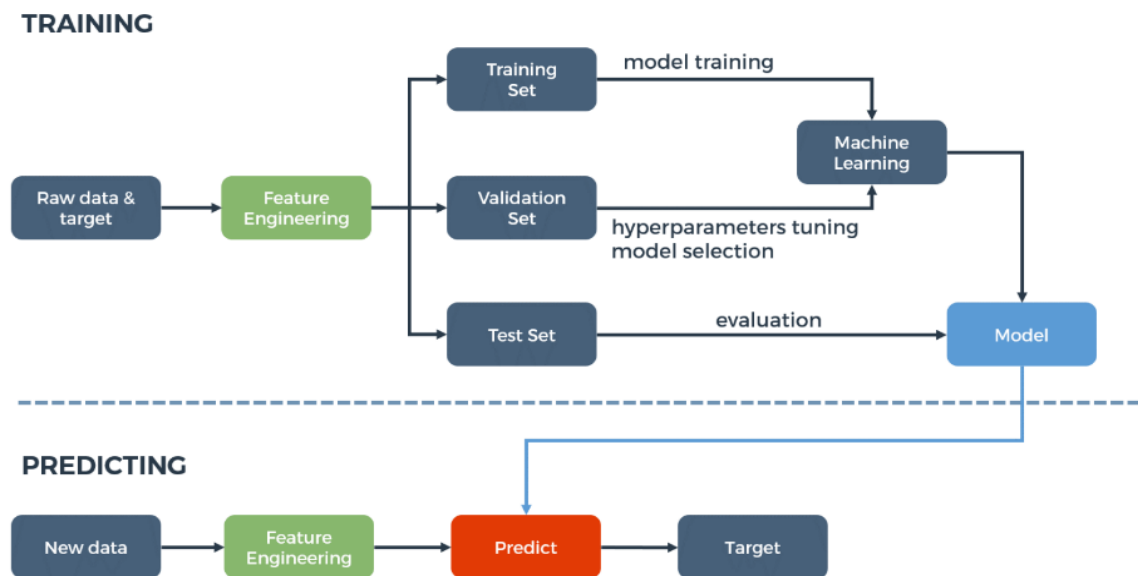 TRAINING
Training
Set
model training
Machine
Learning
Raw data &
target
Feature
Engineering
Validation
Set
hyperparameters tuning
model selection
Test Set
evaluation
Model
PREDICTING
New data
Feature
Engineering
Predict
Target